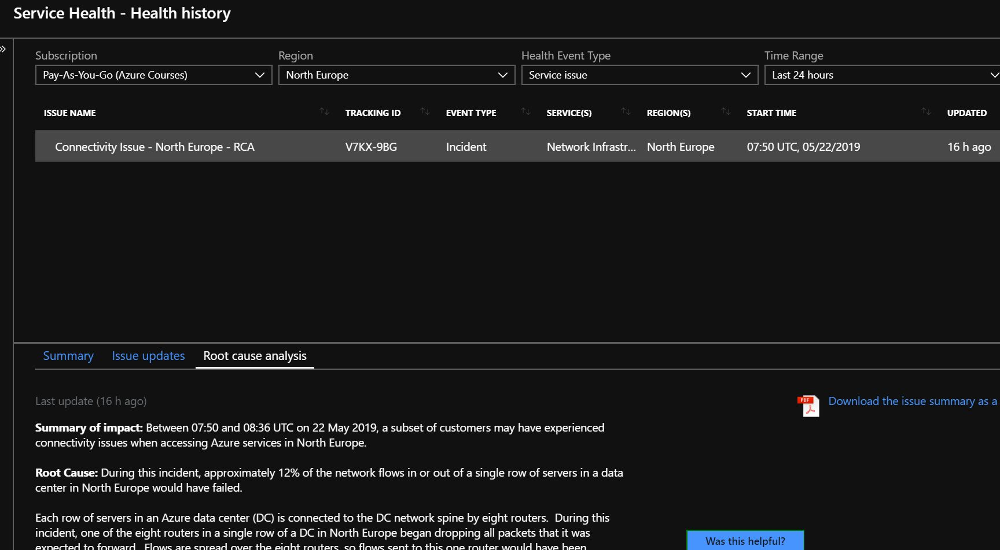 Service Health - Health history
Subscription
Region
Health Event Type
Time Range
Pay-As-You-Go (Azure Courses)
North Europe
Service issue
Last 24 hours
ISSUE NAME
TRACKING ID
EVENT TYPE
SERVICE(S)
REGION(S)
START TIME
UPDATED
Connectivity Issue - North Europe - RCA
V7KX-9BG
Incident
Network Infrastr...
North Europe
07:50 UTC, 05/22/2019
16 h ago
Summary
Issue updates
Root cause analysis
Last update (16 h ago)
PDF
Download the issue summary as a
Summary of impact: Between 07:50 and 08:36 UTC on 22 May 2019, a subset of customers may have experienced
connectivity issues when accessing Azure services in North Europe.
Root Cause: During this incident, approximately 12% of the network flows in or out of a single row of servers in a data
center in North Europe would have failed.
Each row of servers in an Azure data center (DC) is connected to the DC network spine by eight routers.  During this
incident, one of the eight routers in a single row of a DC in North Europe began dropping all packets that it was
expected to forward.  Flows are spread over the eight routers, so flows sent to this one router would have been
Was this helpful?